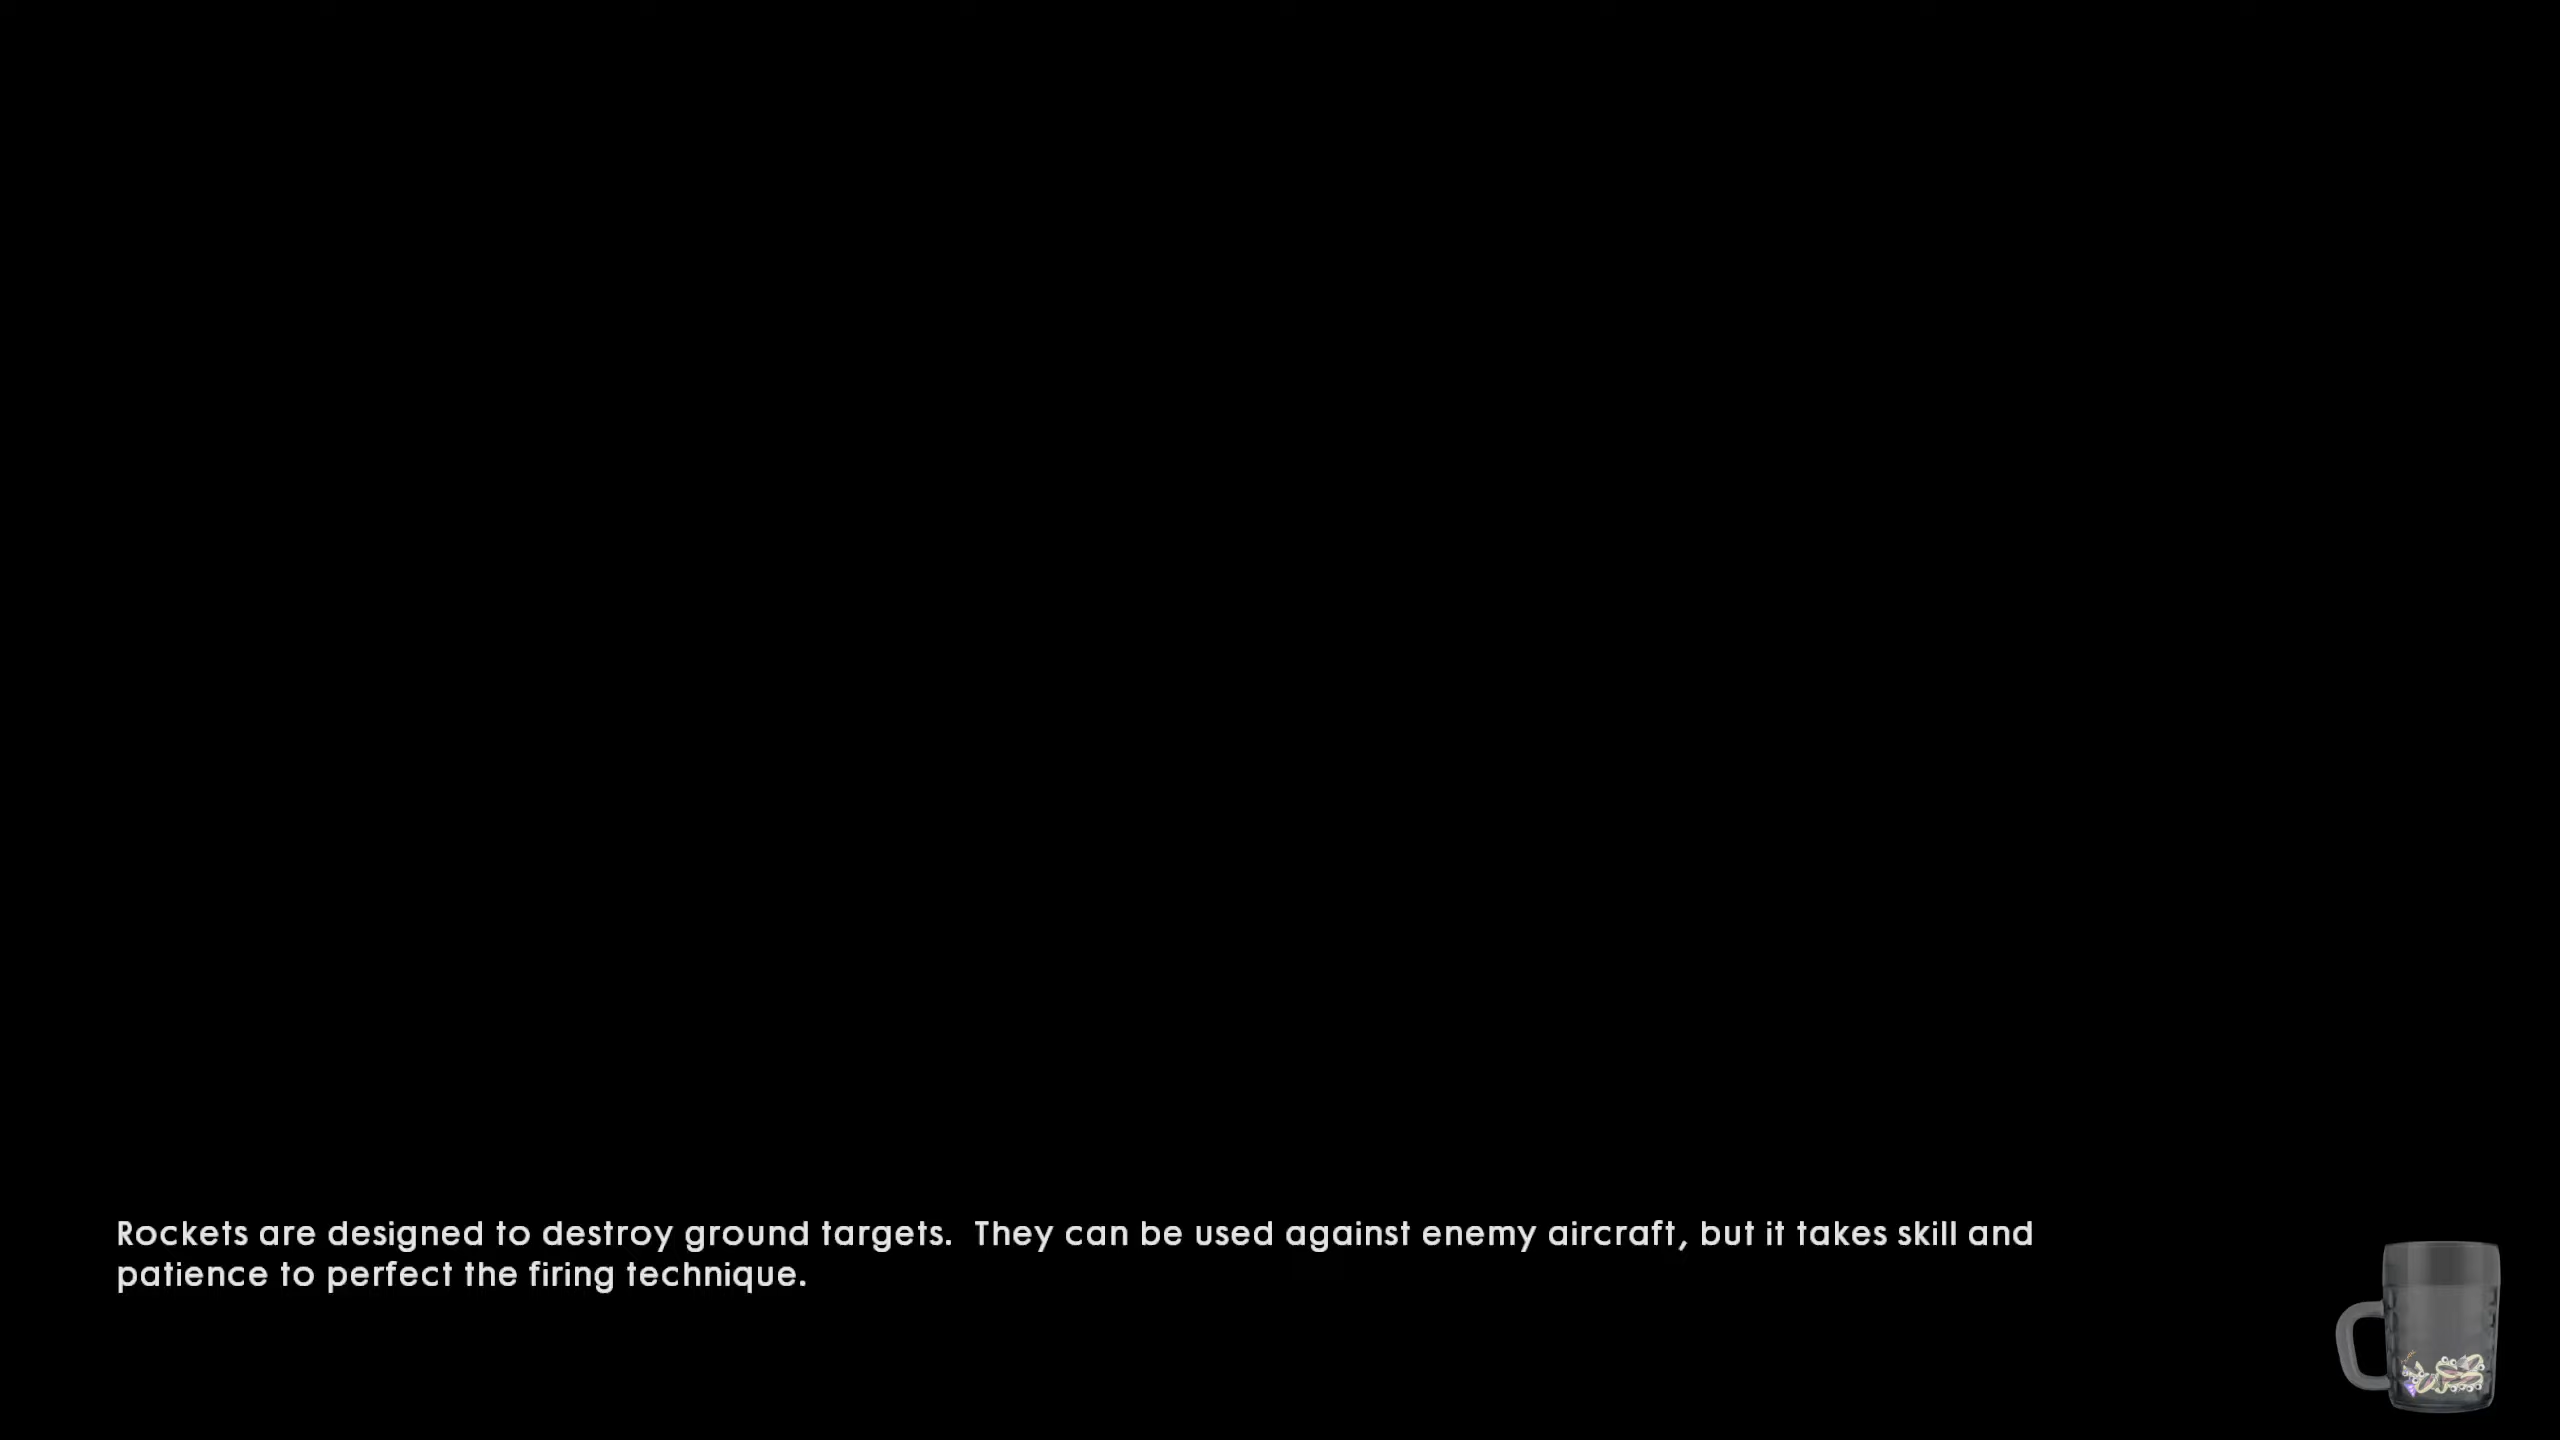 Rockets are designed to destroy ground targets.  They can be used against enemy aircraft, but it takes skill and
patience to perfect the firing technique.